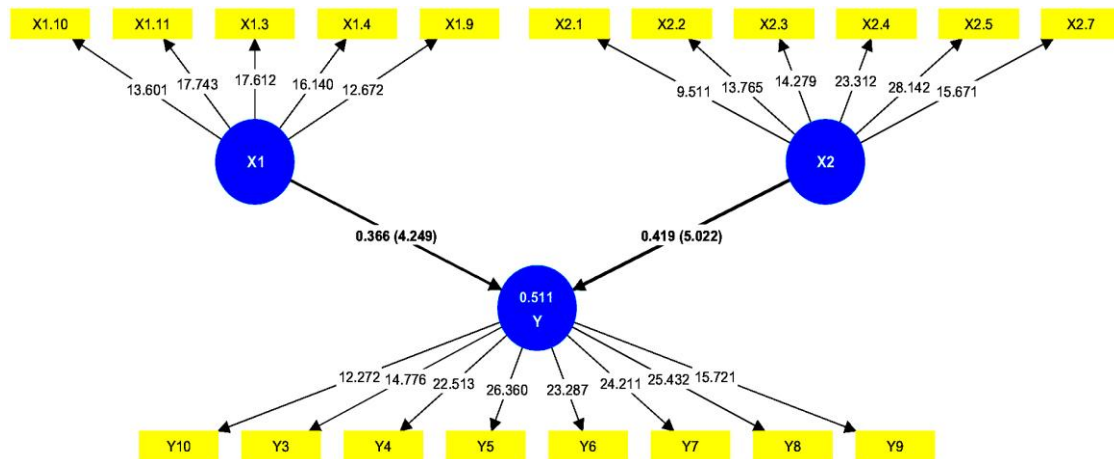 X1.10 X1.11 X1.3 X1.4 X1.9 X2.1 X2.2 X2.3 X2.4 X2.5 X2.7
13.601 17.743 17.612 16.140 12.672 9.511 13.765 14.279 23.312 28.142 15.671
X1 X2
0.366 (4.249) 0.419 (5.022)
0.511
Y
12.272 14.776 22.513 26.360 23.287 24.211 25.432 15.721
Y10 Y3 Y4 Y5 Y6 Y7 Y8 Y9